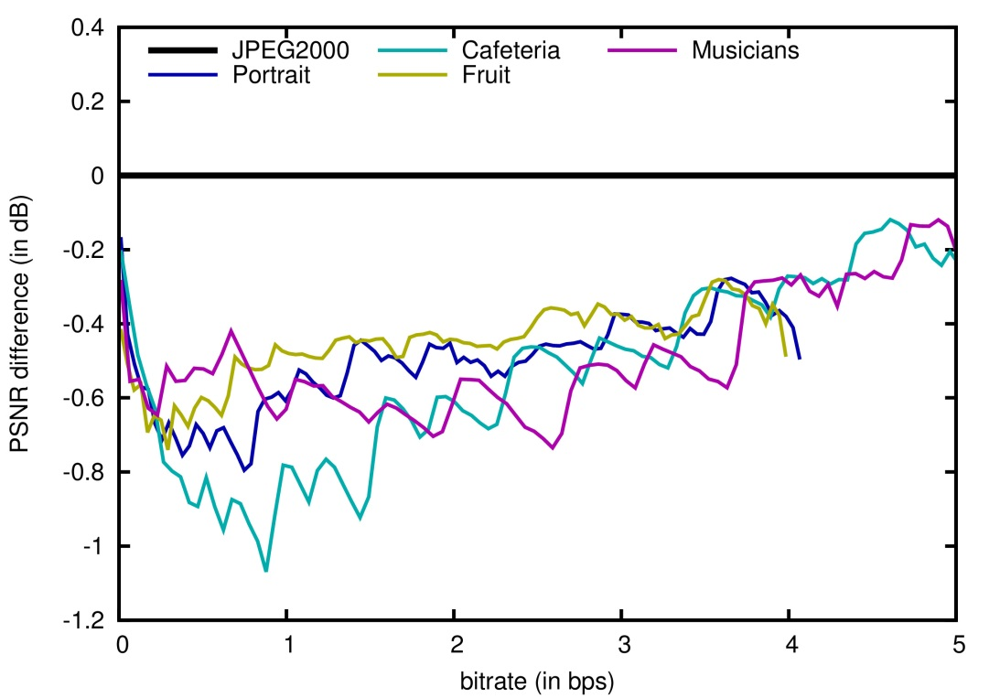 0.4
JPEG2000 Cafeteria Musicians
Portrait Fruit
0.2
0
-0.2
-0.4
-0.6
-0.8
-1
-1.2
0 1 2 3 4 5
bitrate (in bps)
PSNR difference (in dB)